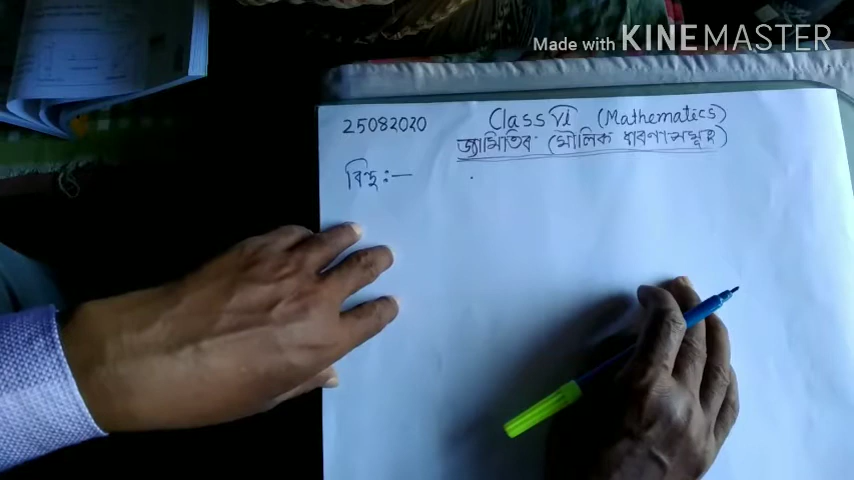 Made with KINEMASTER
25082020 Class VI (Mathematics)
জ্যামিতিৰ (মৌলিক ধাৰণাসমূহ)
বিন্দু :—